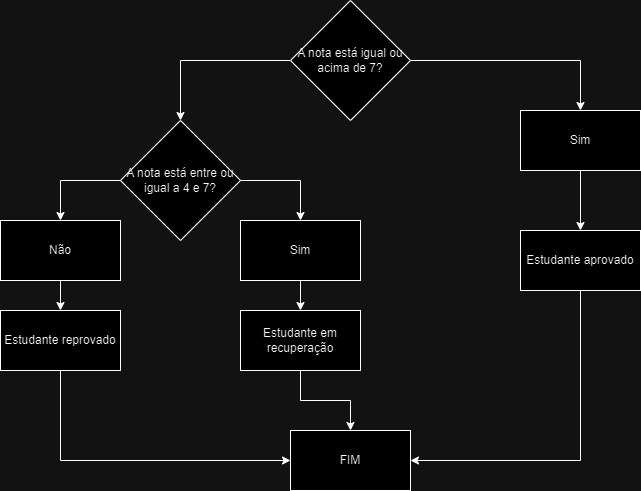 A nota está igual ou
acima de 7?
Sim
A nota está entre ou
igual a 4 e 7?
Não
Sim
Estudante aprovado
Estudante reprovado
Estudante em
recuperação
FIM